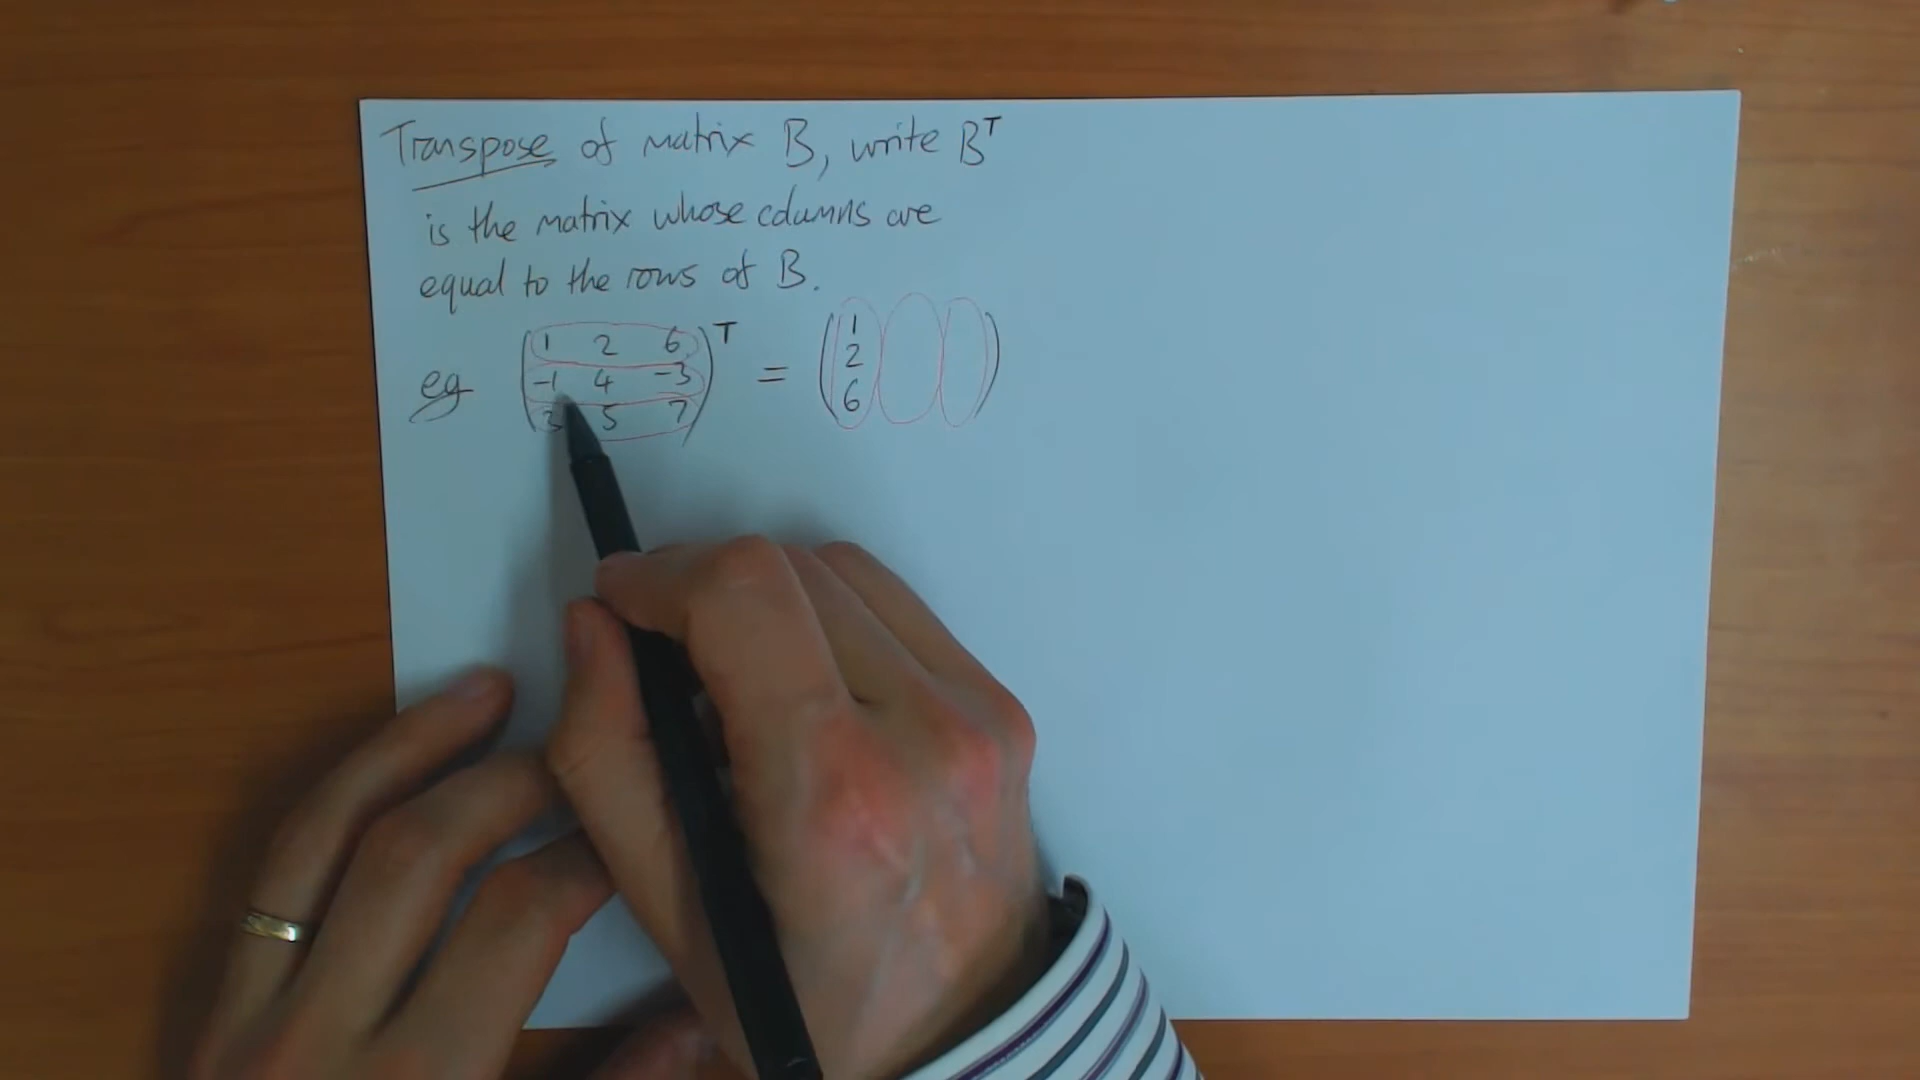 Transpose of matrix B, write Bᵀ
is the matrix whose columns are
equal to the rows of B.
eg (1 2 6
-1 4 -3
3 5 7)ᵀ = (1
2
6 )